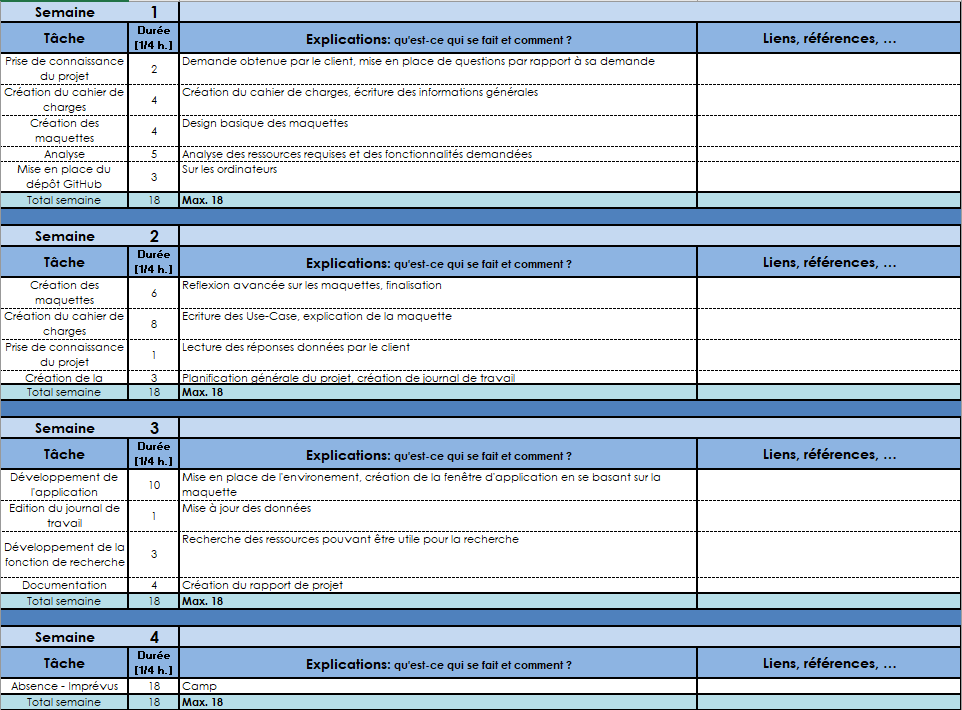 Semaine 1
Tâche Durée [1/4 h.] Explications: qu'est-ce qui se fait et comment ? Liens, références, …
Prise de connaissance du projet 2 Demande obtenue par le client, mise en place de questions par rapport à sa demande
Création du cahier de charges 4 Création du cahier de charges, écriture des informations générales
Création des maquettes 4 Design basique des maquettes
Analyse 5 Analyse des ressources requises et des fonctionnalités demandées
Mise en place du dépôt GitHub 3 Sur les ordinateurs
Total semaine 18 Max. 18
Semaine 2
Tâche Durée [1/4 h.] Explications: qu'est-ce qui se fait et comment ? Liens, références, …
Création des maquettes 6 Reflexion avancée sur les maquettes, finalisation
Création du cahier de charges 8 Ecriture des Use-Case, explication de la maquette
Prise de connaissance du projet 1 Lecture des réponses données par le client
Création de la 3 Planification générale du projet, création de journal de travail
Total semaine 18 Max. 18
Semaine 3
Tâche Durée [1/4 h.] Explications: qu'est-ce qui se fait et comment ? Liens, références, …
Développement de l'application 10 Mise en place de l'environement, création de la fenêtre d'application en se basant sur la maquette
Edition du journal de travail 1 Mise à jour des données
Développement de la fonction de recherche 3 Recherche des ressources pouvant être utile pour la recherche
Documentation 4 Création du rapport de projet
Total semaine 18 Max. 18
Semaine 4
Tâche Durée [1/4 h.] Explications: qu'est-ce qui se fait et comment ? Liens, références, …
Absence - Imprévus 18 Camp
Total semaine 18 Max. 18